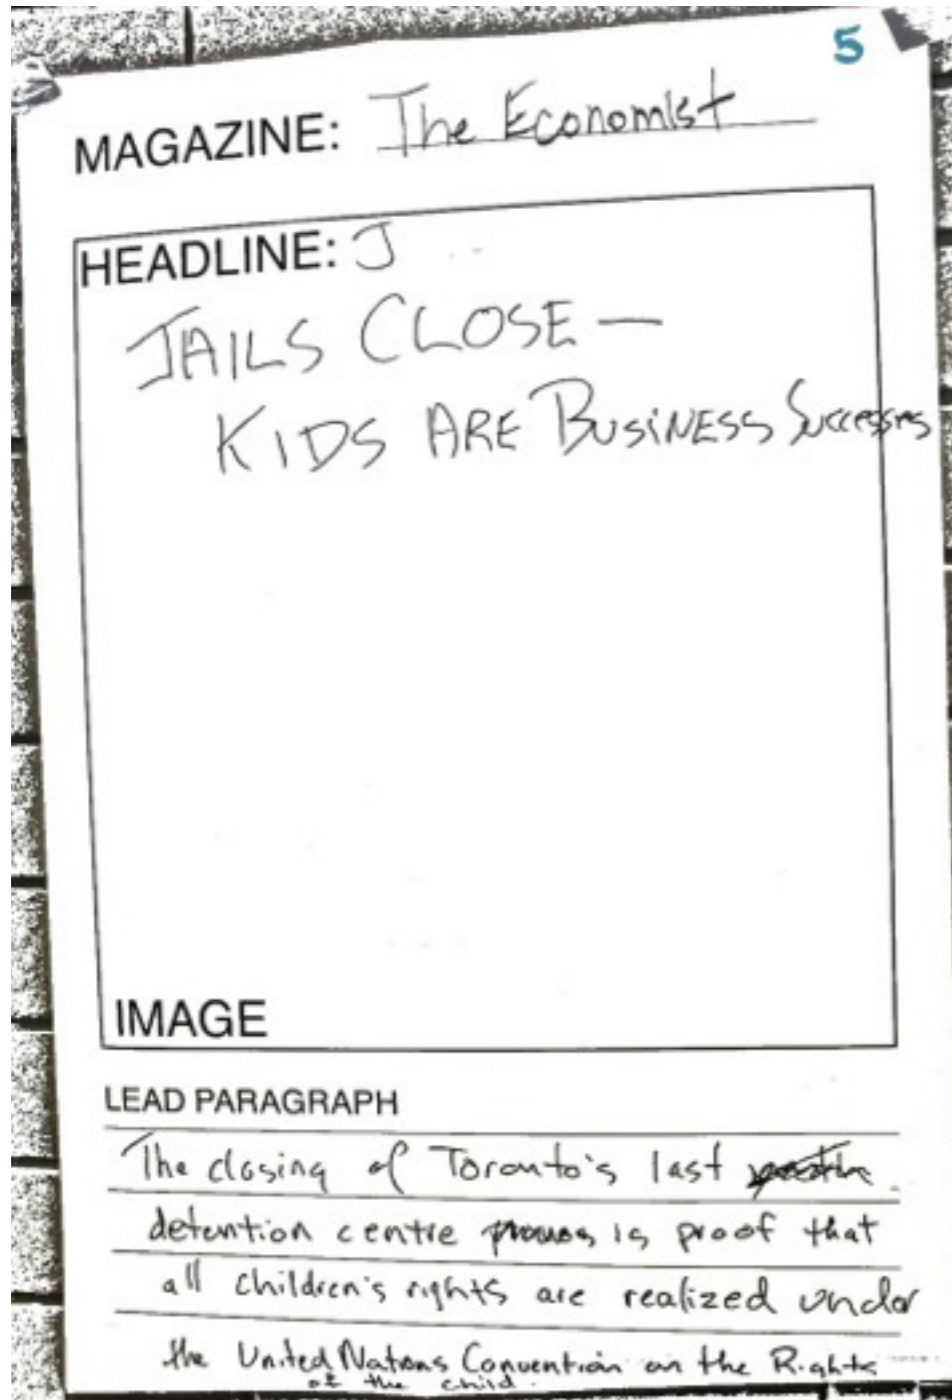 5
MAGAZINE: The Economist
HEADLINE: J
JAILS CLOSE —
KIDS ARE BUSINESS Successes
IMAGE
LEAD PARAGRAPH
The closing of Toronto's last
detention centre proves is proof that
all children's rights are realized under
the United Nations Convention on the Rights
of the child.